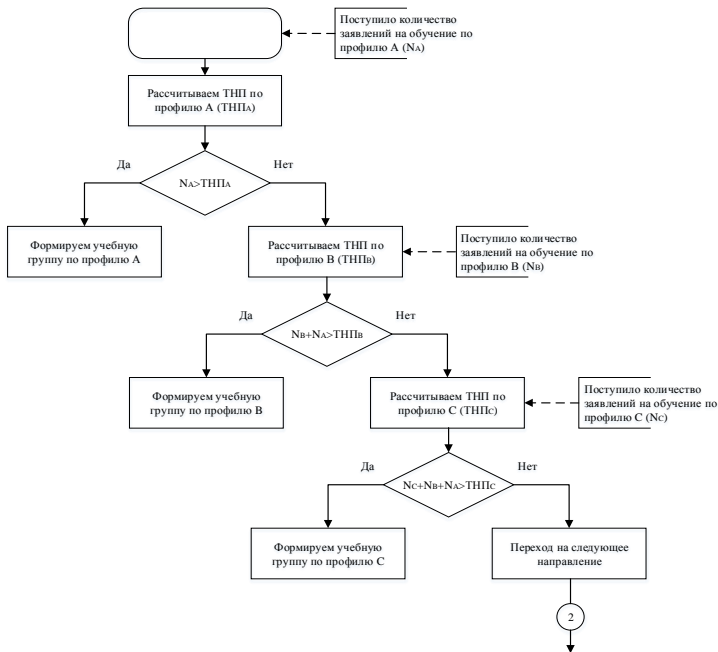 Поступило количество
заявлений на обучение по
профилю A (NA)
Рассчитываем ТНП по
профилю A (ТНПA)
Да
Нет
NA>ТНПA
Формируем учебную
группу по профилю A
Рассчитываем ТНП по
профилю B (ТНПB)
Поступило количество
заявлений на обучение по
профилю B (NB)
Да
Нет
NB+NA>ТНПB
Формируем учебную
группу по профилю B
Рассчитываем ТНП по
профилю C (ТНПC)
Поступило количество
заявлений на обучение по
профилю C (NC)
Да
Нет
NC+NB+NA>ТНПC
Формируем учебную
группу по профилю C
Переход на следующее
направление
2